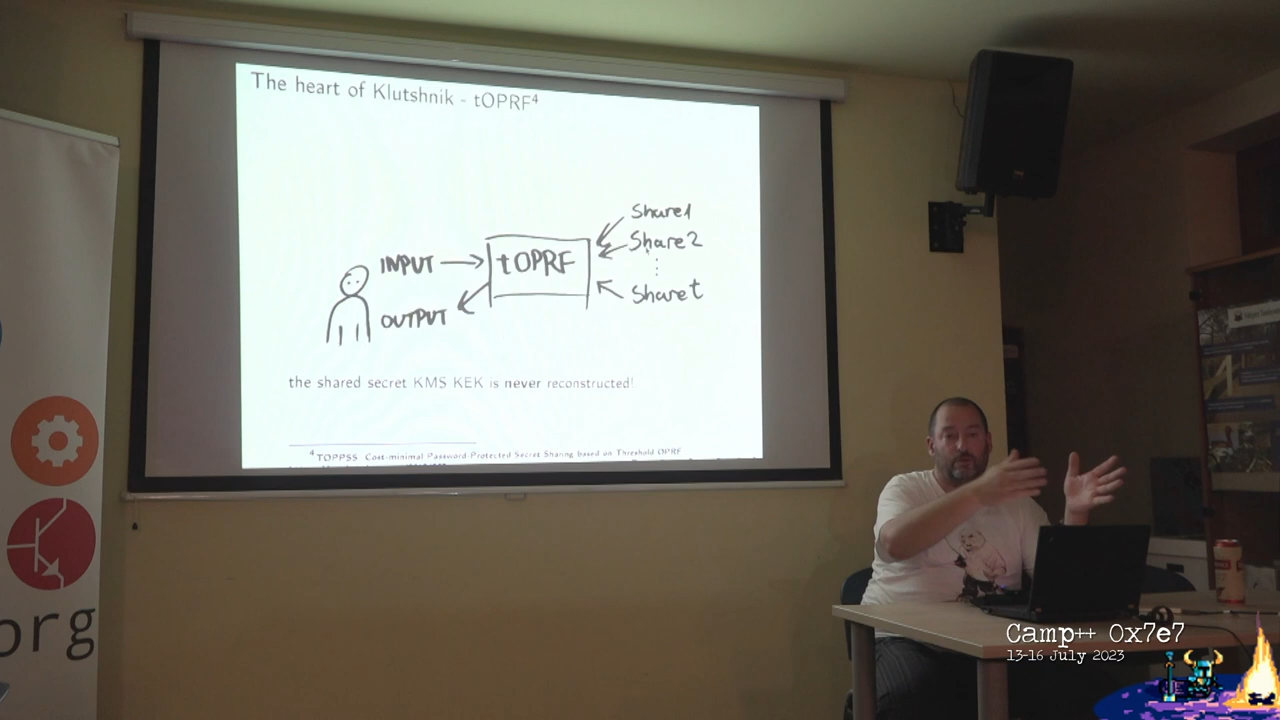 The heart of Klutshnik - tOPRF⁴
Share1
Share2
INPUT
tOPRF
Share t
OUTPUT
the shared secret KMS KEK is never reconstructed!
⁴TOPPSS. Cost-minimal Password-Protected Secret Sharing based on Threshold OPRF
org
Camp++ 0x7e7
13-16 July 2023